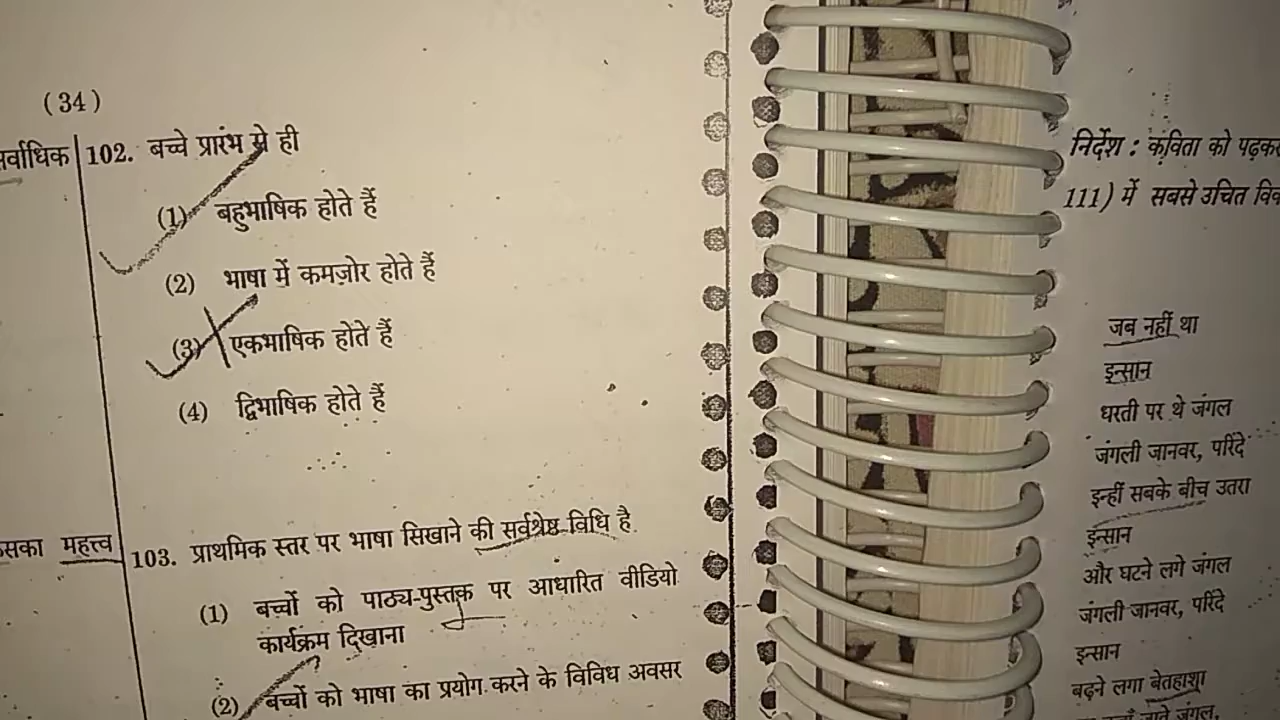 (34)
102. बच्चे प्रारंभ से ही
(1) बहुभाषिक होते हैं
(2) भाषा में कमज़ोर होते हैं
(3) एकभाषिक होते हैं
(4) द्विभाषिक होते हैं
महत्त्व
103. प्राथमिक स्तर पर भाषा सिखाने की सर्वश्रेष्ठ विधि है
(1) बच्चों को पाठ्य-पुस्तक पर आधारित वीडियो
कार्यक्रम दिखाना
(2) बच्चों को भाषा का प्रयोग करने के विविध अवसर
निर्देश : कविता को
111) में सबसे उचित
जब नहीं था
इन्सान
धरती पर थे जंगल
जंगली जानवर, परिंदे
इन्हीं सबके बीच उतरा
इन्सान
और घटने लगे जंगल
जंगली जानवर, परिंदे
इन्सान
बढ़ने लगा बेतहाशा